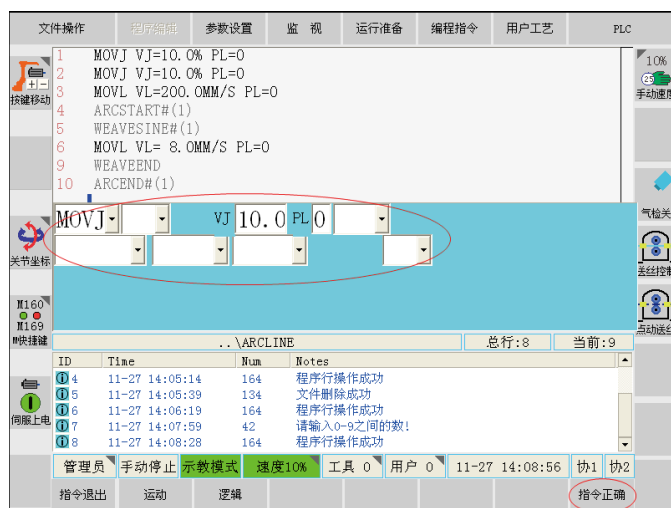 文件操作 程序编辑 参数设置 监 视 运行准备 编程指令 用户工艺 PLC
1 MOVJ VJ=10.0% PL=0
2 MOVJ VJ=10.0% PL=0
3 MOVL VL=200.0MM/S PL=0
4 ARCSTART#(1)
5 WEAVESINE#(1)
6 MOVL VL= 8.0MM/S PL=0
9 WEAVEEND
10 ARCEND#(1)
按键移动
10%
手动速度
MOVJ VJ 10.0 PL 0
气检关
关节坐标
送丝控制
M160
M169
M快捷键
点动送丝
..\ARCLINE 总行:8 当前:9
ID Time Num Notes
4 11-27 14:05:14 164 程序行操作成功
5 11-27 14:05:39 134 文件删除成功
6 11-27 14:06:19 164 程序行操作成功
7 11-27 14:07:59 42 请输入0-9之间的数!
8 11-27 14:08:28 164 程序行操作成功
伺服上电
管理员 手动停止 示教模式 速度10% 工具 0 用户 0 11-27 14:08:56 协1 协2
指令退出 运动 逻辑 指令正确